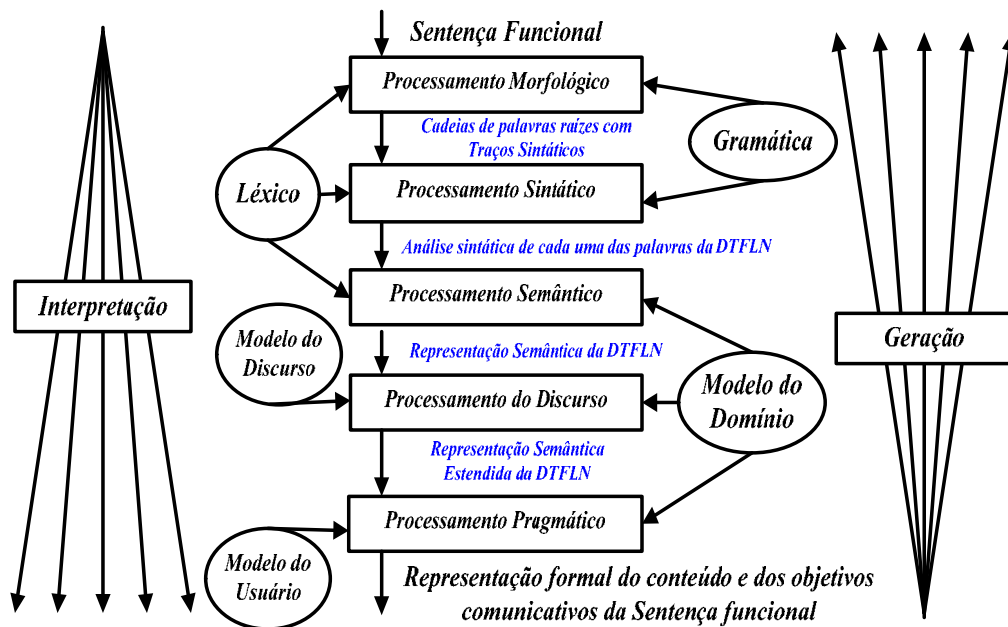 Sentença Funcional
Processamento Morfológico
Cadeias de palavras raízes com
Traços Sintáticos
Gramática
Léxico
Processamento Sintático
Análise sintática de cada uma das palavras da DTFLN
Interpretação
Processamento Semântico
Geração
Modelo do
Discurso
Representação Semântica da DTFLN
Processamento do Discurso
Modelo do
Domínio
Representação Semântica
Estendida da DTFLN
Processamento Pragmático
Modelo do
Usuário
Representação formal do conteúdo e dos objetivos
comunicativos da Sentença funcional